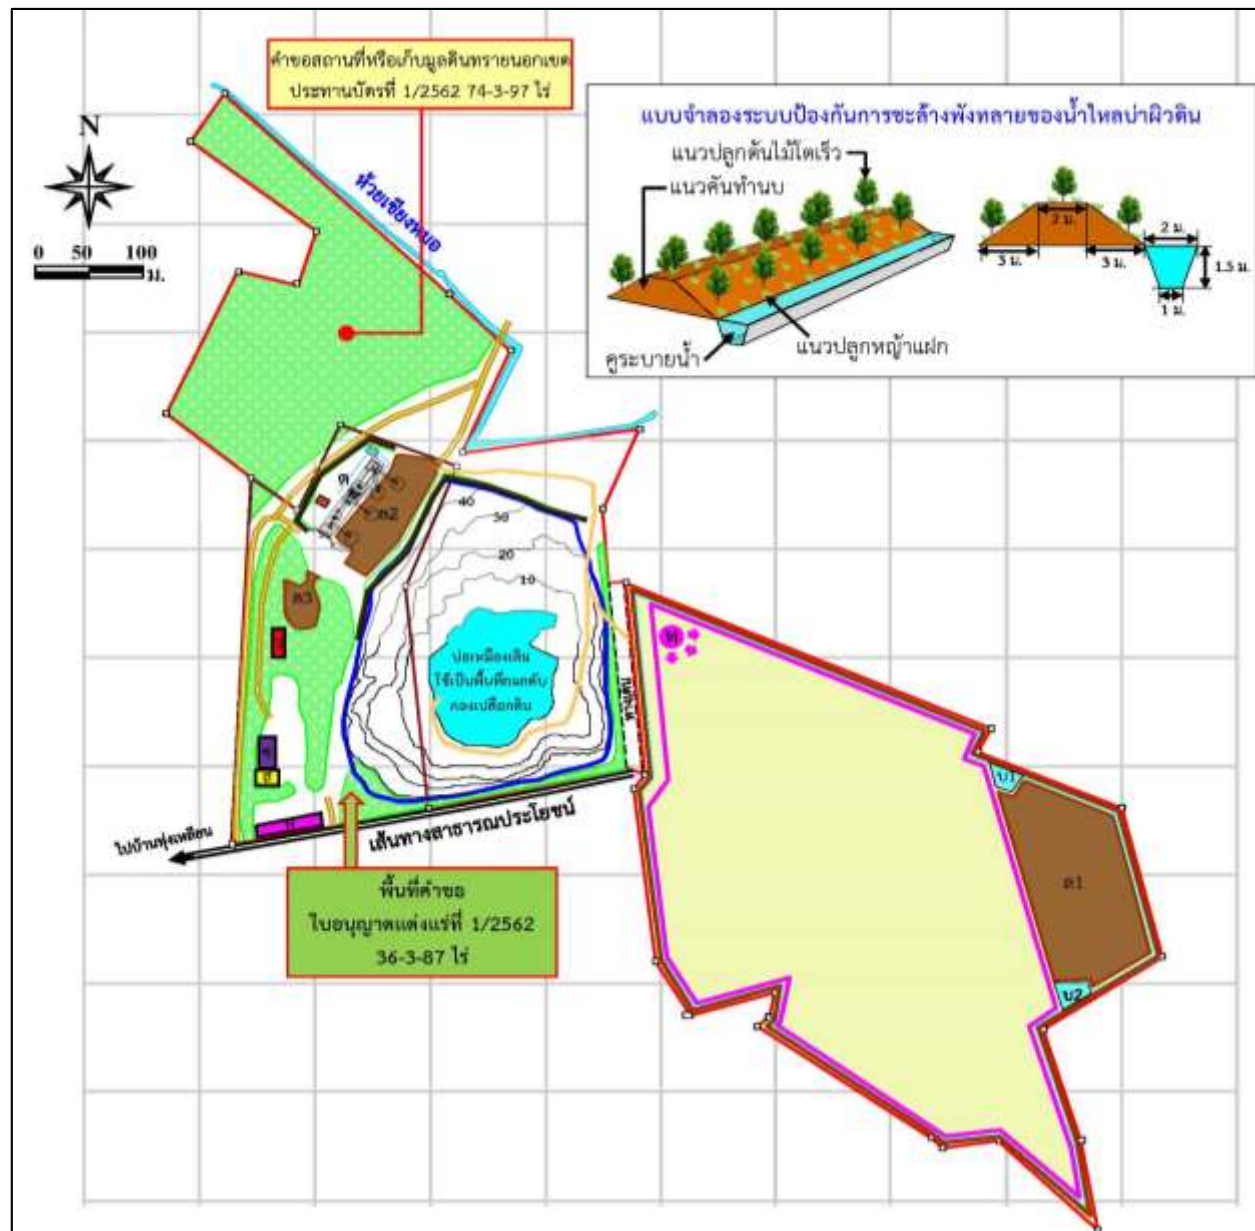 คำขอสถานที่หรือเก็บมูลดินทรายนอกเขต
ประทานบัตรที่ 1/2562 74-3-97 ไร่
N
0 50 100
ม.
ห้วยเชียงหมอ
แบบจำลองระบบป้องกันการชะล้างพังทลายของน้ำไหลบ่าผิวดิน
แนวปลูกต้นไม้โตเร็ว
แนวคันทำนบ
คูระบายน้ำ
แนวปลูกหญ้าแฝก
2 ม.
3 ม.
3 ม.
2 ม.
1.5 ม.
1 ม.
40
30
20
10
บ่อเหมืองเดิม
ใช้เป็นพื้นที่ถมกลับ
กองเปลือกดิน
ไปบ้านทุ่งเหลียน
เส้นทางสาธารณประโยชน์
พื้นที่คำขอ
ใบอนุญาตแต่งแร่ที่ 1/2562
36-3-87 ไร่
บ1
บ2